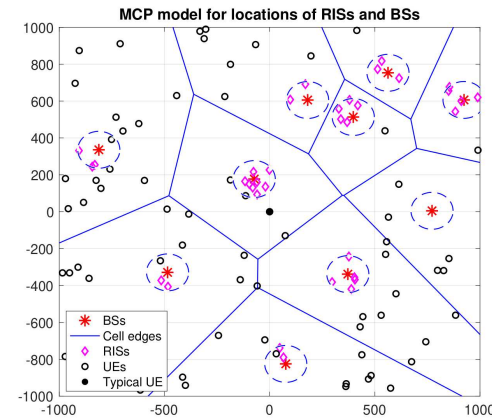 MCP model for locations of RISs and BSs
1000
800
600
400
200
0
-200
-400
-600
-800
-1000
BSs
Cell edges
RISs
UEs
Typical UE
-1000 -500 0 500 1000